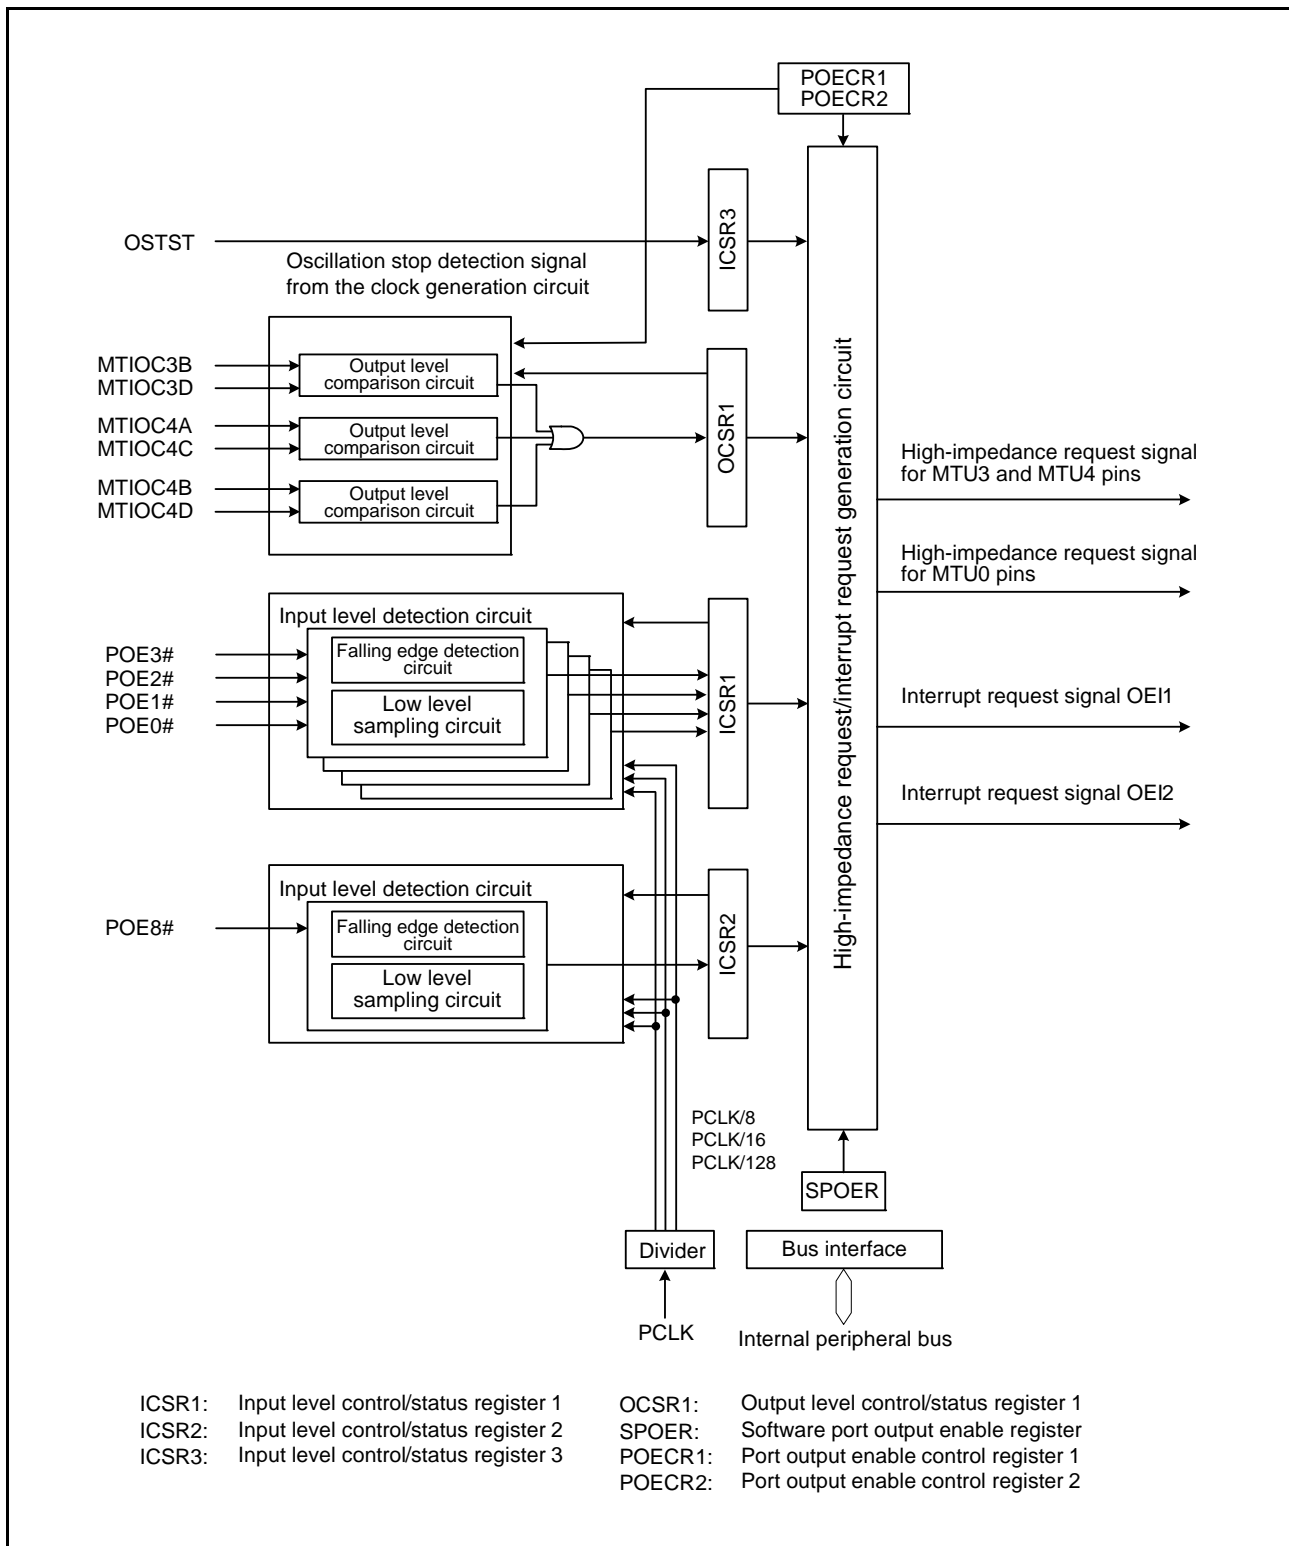 POECR1
POECR2
OSTST
ICSR3
Oscillation stop detection signal
from the clock generation circuit
MTIOC3B
MTIOC3D
MTIOC4A
MTIOC4C
MTIOC4B
MTIOC4D
Output level
comparison circuit
Output level
comparison circuit
Output level
comparison circuit
OCSR1
High-impedance request/interrupt request generation circuit
High-impedance request signal
for MTU3 and MTU4 pins
High-impedance request signal
for MTU0 pins
Interrupt request signal OEI1
Interrupt request signal OEI2
Input level detection circuit
POE3#
POE2#
POE1#
POE0#
Falling edge detection
circuit
Low level
sampling circuit
ICSR1
Input level detection circuit
POE8#
Falling edge detection
circuit
Low level
sampling circuit
ICSR2
PCLK/8
PCLK/16
PCLK/128
SPOER
Divider
Bus interface
PCLK
Internal peripheral bus
ICSR1: Input level control/status register 1
ICSR2: Input level control/status register 2
ICSR3: Input level control/status register 3
OCSR1: Output level control/status register 1
SPOER: Software port output enable register
POECR1: Port output enable control register 1
POECR2: Port output enable control register 2